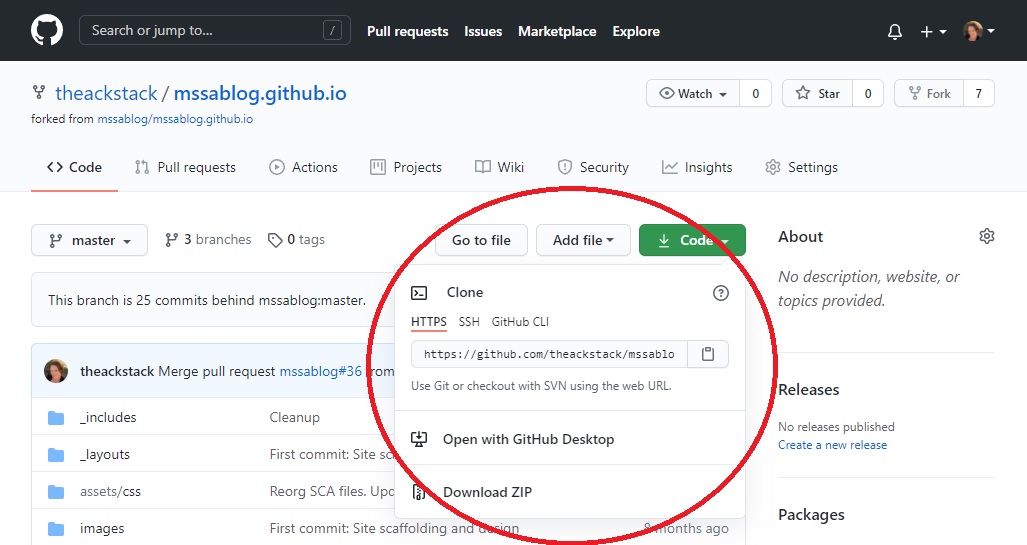 Search or jump to... / Pull requests Issues Marketplace Explore
theackstack / mssablog.github.io Watch 0 Star 0 Fork 7
forked from mssablog/mssablog.github.io
Code Pull requests Actions Projects Wiki Security Insights Settings
master 3 branches 0 tags Go to file Add file Code
About
No description, website, or
topics provided.
This branch is 25 commits behind mssablog:master.
Clone
HTTPS SSH GitHub CLI
https://github.com/theackstack/mssablo
Use Git or checkout with SVN using the web URL.
Open with GitHub Desktop
Download ZIP
theackstack Merge pull request mssablog#36
_includes Cleanup
_layouts First commit: Site
assets/css Reorg SCA files.
images First commit: Site scaffolding and design 8 months ago
Releases
No releases published
Create a new release
Packages